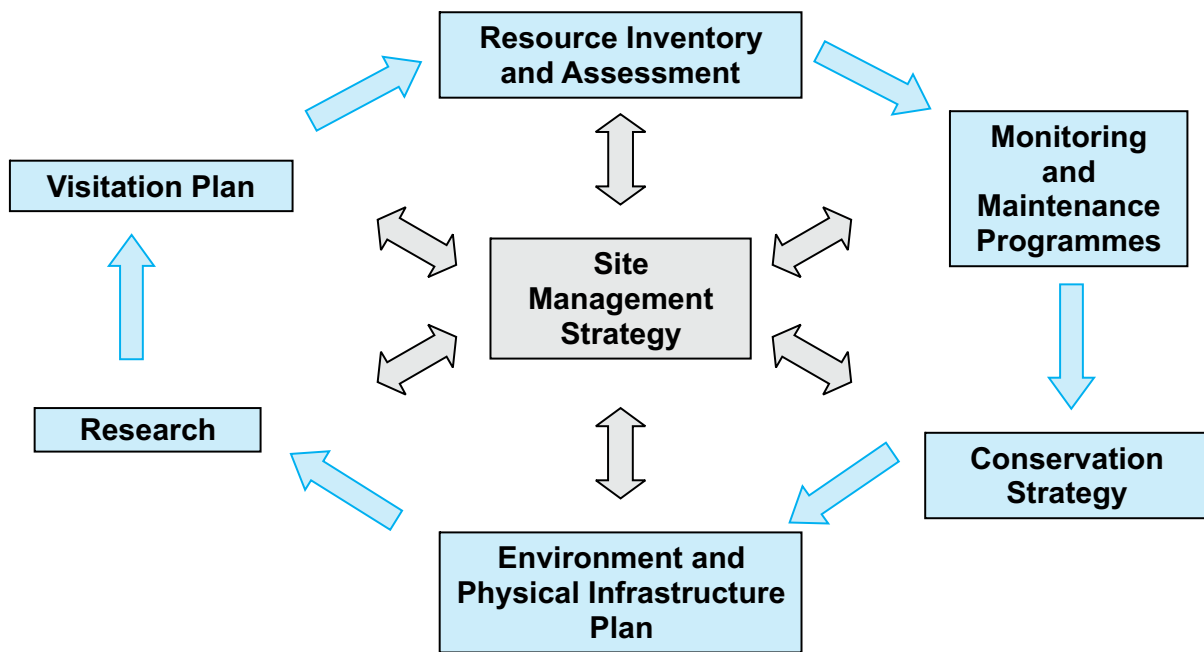 Resource Inventory
and Assessment
Monitoring
and
Maintenance
Programmes
Visitation Plan
Site
Management
Strategy
Research
Conservation
Strategy
Environment and
Physical Infrastructure
Plan